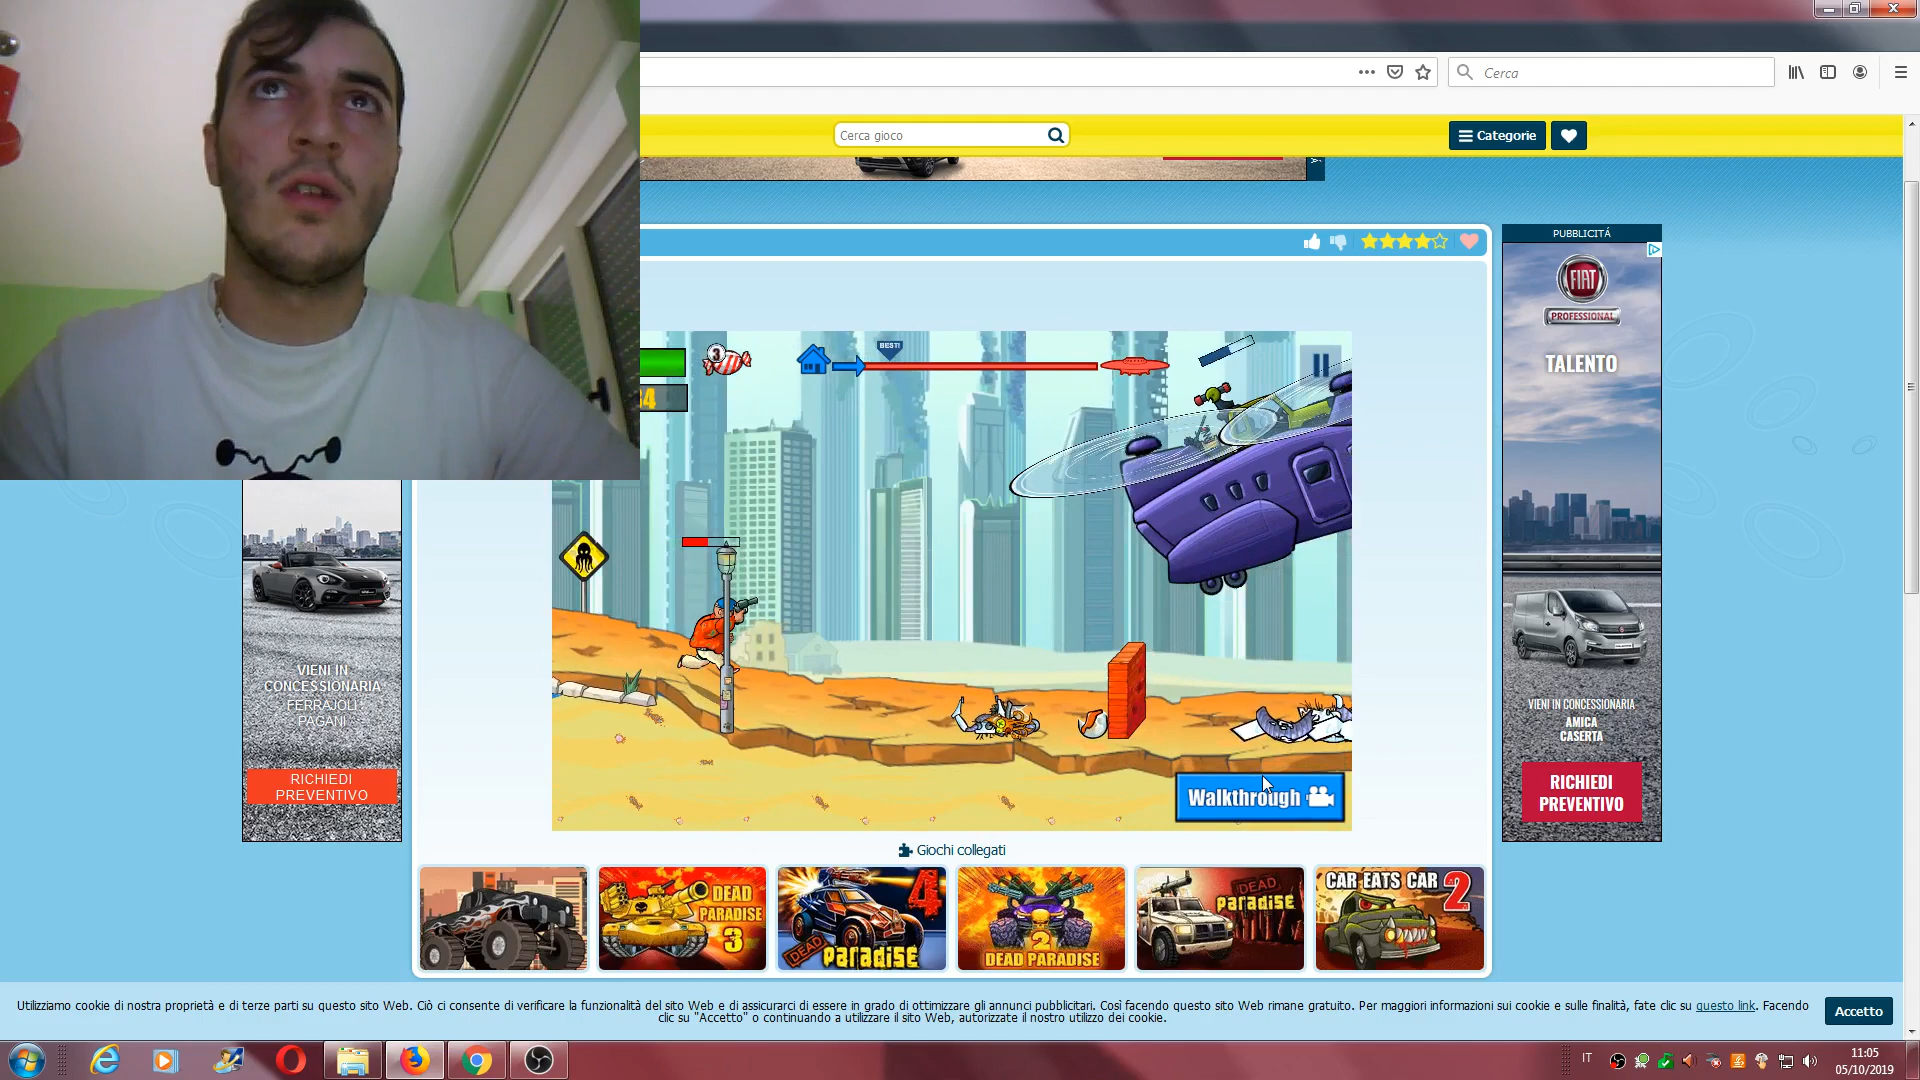 Cerca
Cerca gioco
Categorie
PUBBLICITÁ
FIAT
PROFESSIONAL
TALENTO
3
BEST!
4
VIENI IN
CONCESSIONARIA
FERRAJOLI
PAGANI
RICHIEDI
PREVENTIVO
VIENI IN CONCESSIONARIA
AMICA
CASERTA
RICHIEDI
PREVENTIVO
Walkthrough
Giochi collegati
DEAD
PARADISE
3
4
DEAD
Paradise
2
DEAD PARADISE
DEAD
Paradise
CAR EATS CAR 2
Utilizziamo cookie di nostra proprietà e di terze parti su questo sito Web. Ciò ci consente di verificare la funzionalità del sito Web e di assicurarci di essere in grado di ottimizzare gli annunci pubblicitari. Così facendo questo sito Web rimane gratuito. Per maggiori informazioni sui cookie e sulle finalità, fate clic su questo link. Facendo
clic su "Accetto" o continuando a utilizzare il sito Web, autorizzate il nostro utilizzo dei cookie.
Accetto
IT
11:05
05/10/2019